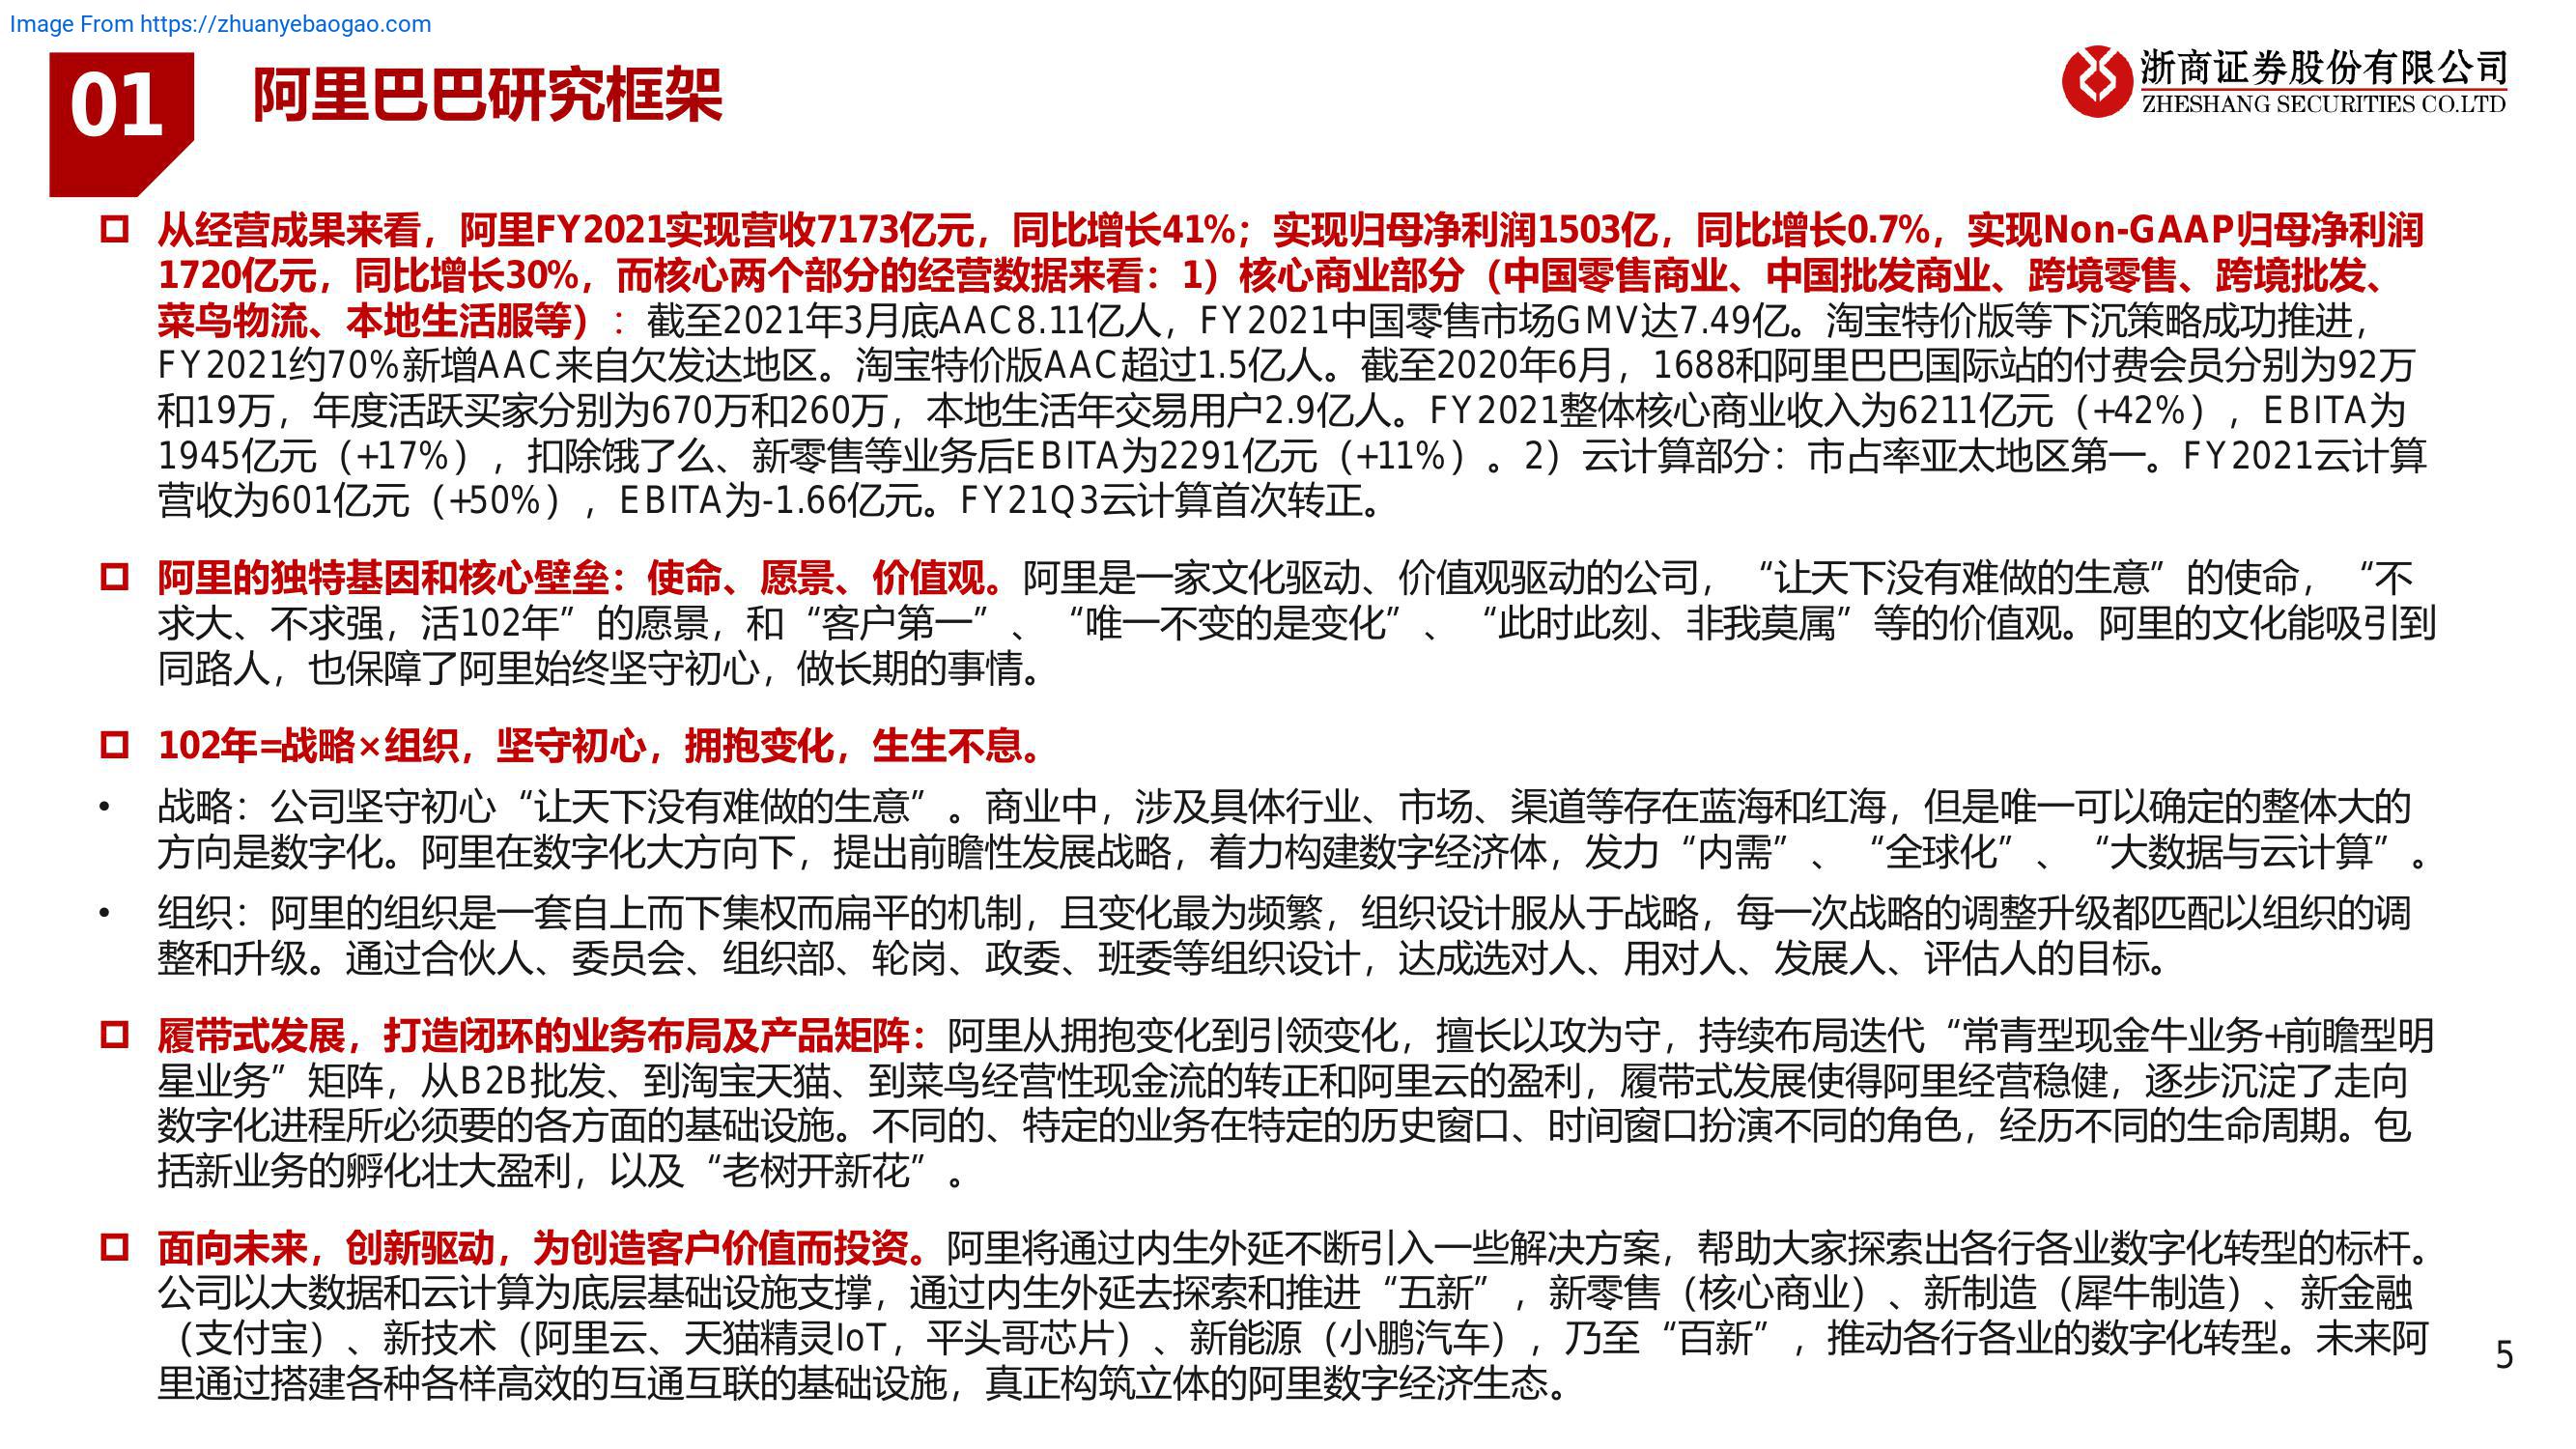 Image From https://zhuanyebaogao.com
01
阿里巴巴研究框架
浙商证券股份有限公司
ZHESHANG SECURITIES CO.LTD
从经营成果来看，阿里FY2021实现营收7173亿元，同比增长41%；实现归母净利润1503亿，同比增长0.7%，实现Non-GAAP归母净利润
1720亿元，同比增长30%，而核心两个部分的经营数据来看：1）核心商业部分（中国零售商业、中国批发商业、跨境零售、跨境批发、
菜鸟物流、本地生活服等）：截至2021年3月底AAC8.11亿人，FY2021中国零售市场GMV达7.49亿。淘宝特价版等下沉策略成功推进，
FY2021约70%新增AAC来自欠发达地区。淘宝特价版AAC超过1.5亿人。截至2020年6月，1688和阿里巴巴国际站的付费会员分别为92万
和19万，年度活跃买家分别为670万和260万，本地生活年交易用户2.9亿人。FY2021整体核心商业收入为6211亿元（+42%），EBITA为
1945亿元（+17%），扣除饿了么、新零售等业务后EBITA为2291亿元（+11%）。2）云计算部分：市占率亚太地区第一。FY2021云计算
营收为601亿元（+50%），EBITA为-1.66亿元。FY21Q3云计算首次转正。
阿里的独特基因和核心壁垒：使命、愿景、价值观。阿里是一家文化驱动、价值观驱动的公司，“让天下没有难做的生意”的使命，“不
求大、不求强，活102年”的愿景，和“客户第一”、“唯一不变的是变化”、“此时此刻、非我莫属”等的价值观。阿里的文化能吸引到
同路人，也保障了阿里始终坚守初心，做长期的事情。
102年=战略×组织，坚守初心，拥抱变化，生生不息。
• 战略：公司坚守初心“让天下没有难做的生意”。商业中，涉及具体行业、市场、渠道等存在蓝海和红海，但是唯一可以确定的整体大的
方向是数字化。阿里在数字化大方向下，提出前瞻性发展战略，着力构建数字经济体，发力“内需”、“全球化”、“大数据与云计算”。
• 组织：阿里的组织是一套自上而下集权而扁平的机制，且变化最为频繁，组织设计服从于战略，每一次战略的调整升级都匹配以组织的调
整和升级。通过合伙人、委员会、组织部、轮岗、政委、班委等组织设计，达成选对人、用对人、发展人、评估人的目标。
履带式发展，打造闭环的业务布局及产品矩阵：阿里从拥抱变化到引领变化，擅长以攻为守，持续布局迭代“常青型现金牛业务+前瞻型明
星业务”矩阵，从B2B批发、到淘宝天猫、到菜鸟经营性现金流的转正和阿里云的盈利，履带式发展使得阿里经营稳健，逐步沉淀了走向
数字化进程所必须要的各方面的基础设施。不同的、特定的业务在特定的历史窗口、时间窗口扮演不同的角色，经历不同的生命周期。包
括新业务的孵化壮大盈利，以及“老树开新花”。
面向未来，创新驱动，为创造客户价值而投资。阿里将通过内生外延不断引入一些解决方案，帮助大家探索出各行各业数字化转型的标杆。
公司以大数据和云计算为底层基础设施支撑，通过内生外延去探索和推进“五新”，新零售（核心商业）、新制造（犀牛制造）、新金融
（支付宝）、新技术（阿里云、天猫精灵IoT，平头哥芯片）、新能源（小鹏汽车），乃至“百新”，推动各行各业的数字化转型。未来阿
里通过搭建各种各样高效的互通互联的基础设施，真正构筑立体的阿里数字经济生态。
5